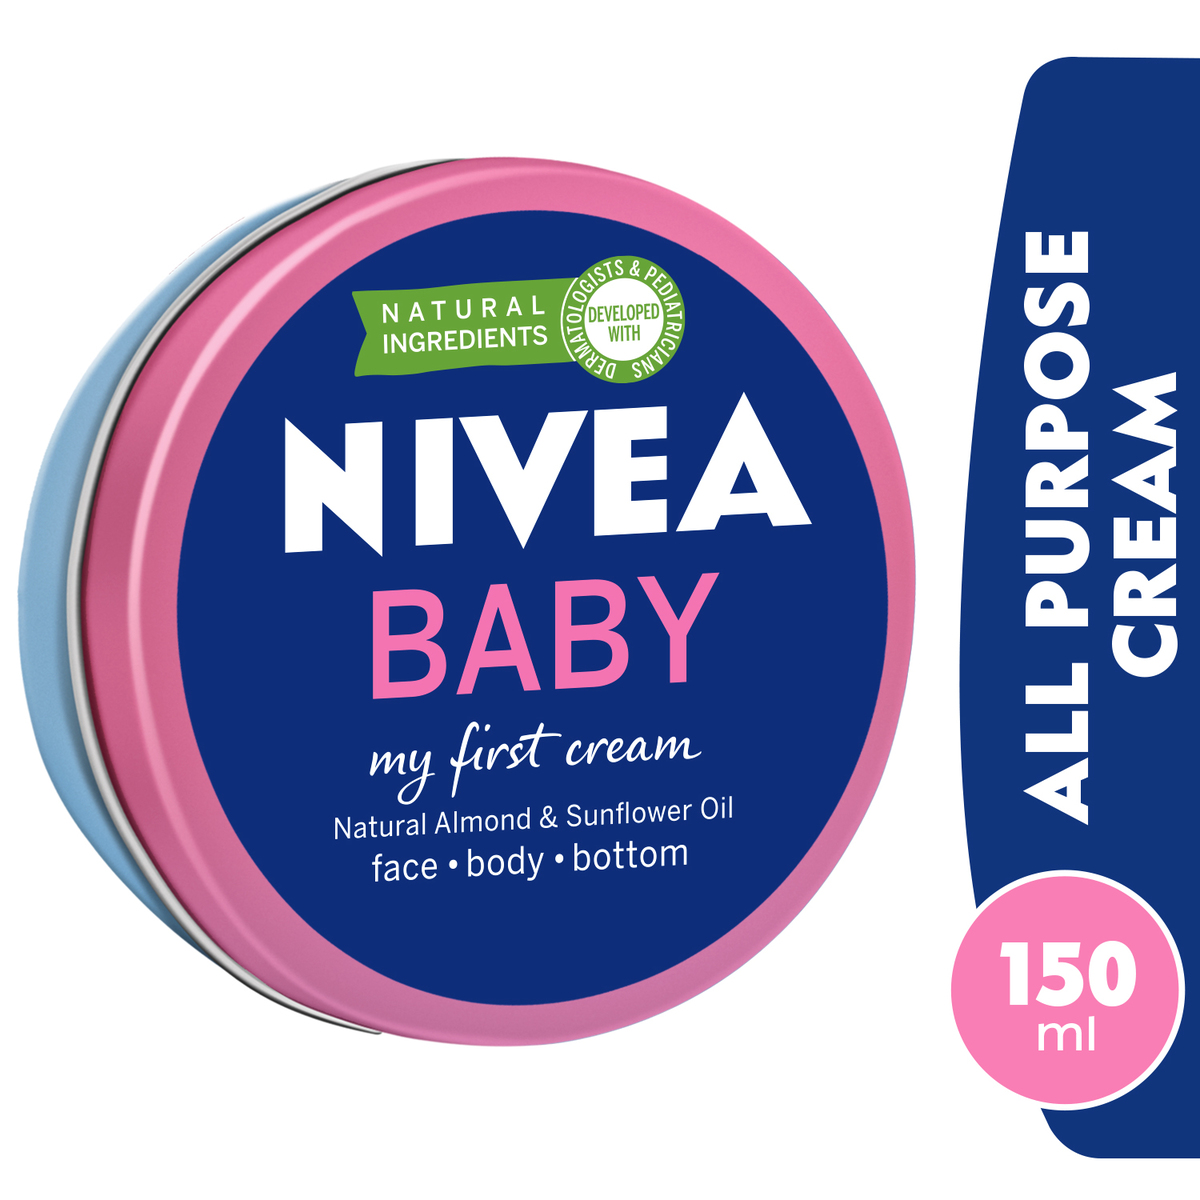 NATURAL
INGREDIENTS
DERMATOLOGISTS & PEDIATRICIANS
DEVELOPED
WITH
NIVEA
BABY
my first cream
Natural Almond & Sunflower Oil
face • body • bottom
ALL PURPOSE
CREAM
150
ml